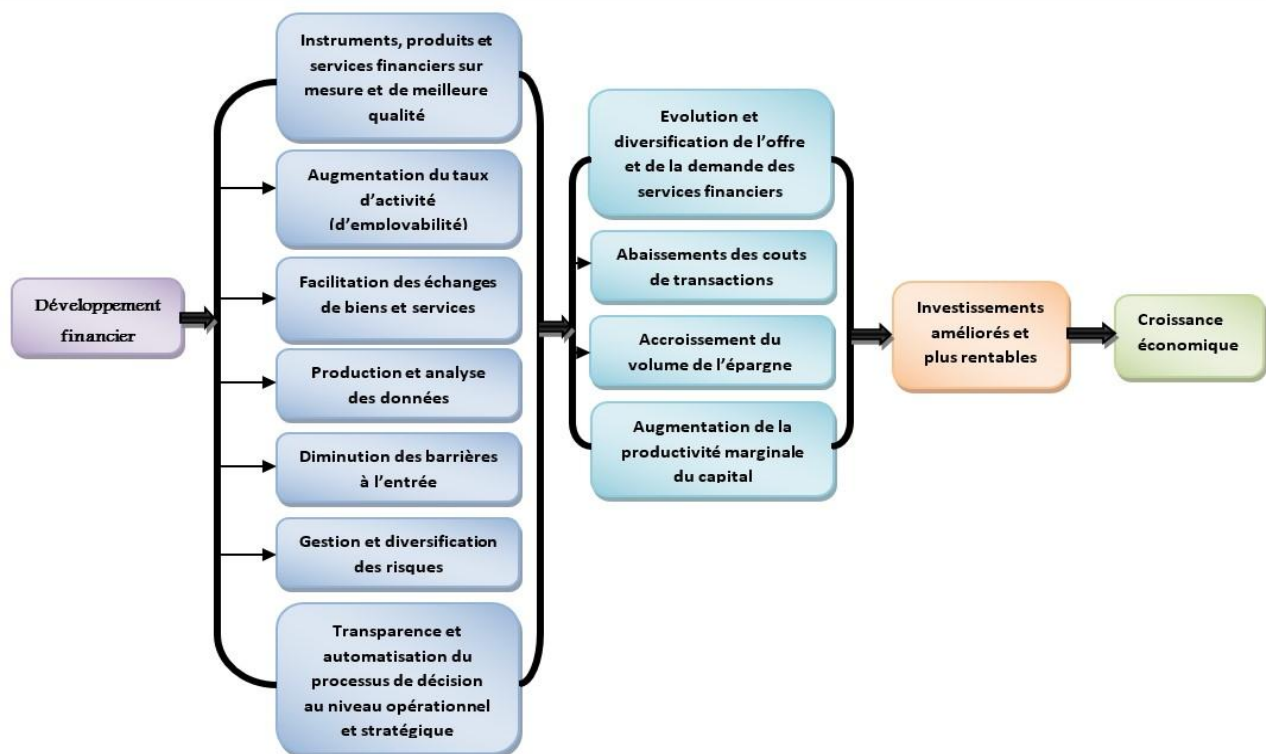 Développement
financier
Instruments, produits et
services financiers sur
mesure et de meilleure
qualité
Augmentation du taux
d’activité
(d’employabilité)
Facilitation des échanges
de biens et services
Production et analyse
des données
Diminution des barrières
à l’entrée
Gestion et diversification
des risques
Transparence et
automatisation du
processus de décision
au niveau opérationnel
et stratégique
Evolution et
diversification de l’offre
et de la demande des
services financiers
Abaissements des couts
de transactions
Accroissement du
volume de l’épargne
Augmentation de la
productivité marginale
du capital
Investissements
améliorés et
plus rentables
Croissance
économique